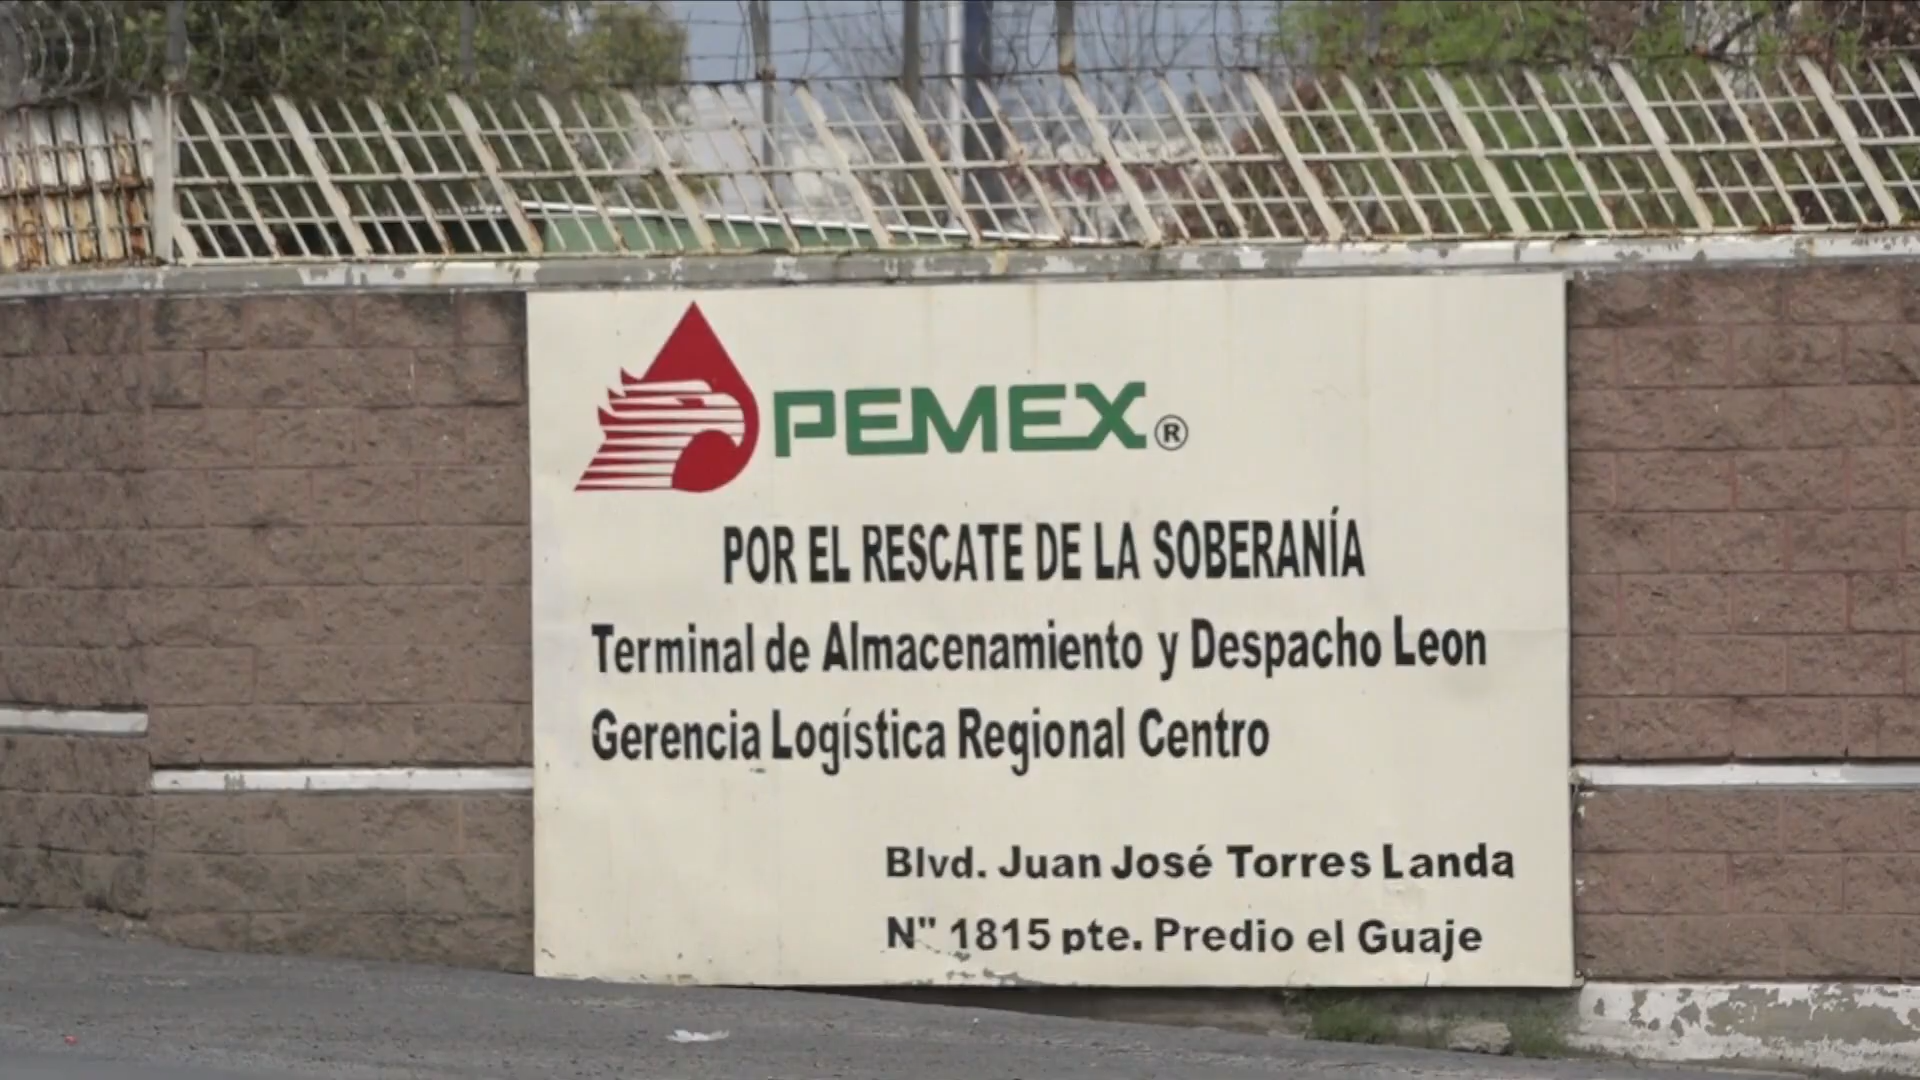 PEMEX®
POR EL RESCATE DE LA SOBERANÍA
Terminal de Almacenamiento y Despacho Leon
Gerencia Logística Regional Centro
Blvd. Juan José Torres Landa
N" 1815 pte. Predio el Guaje